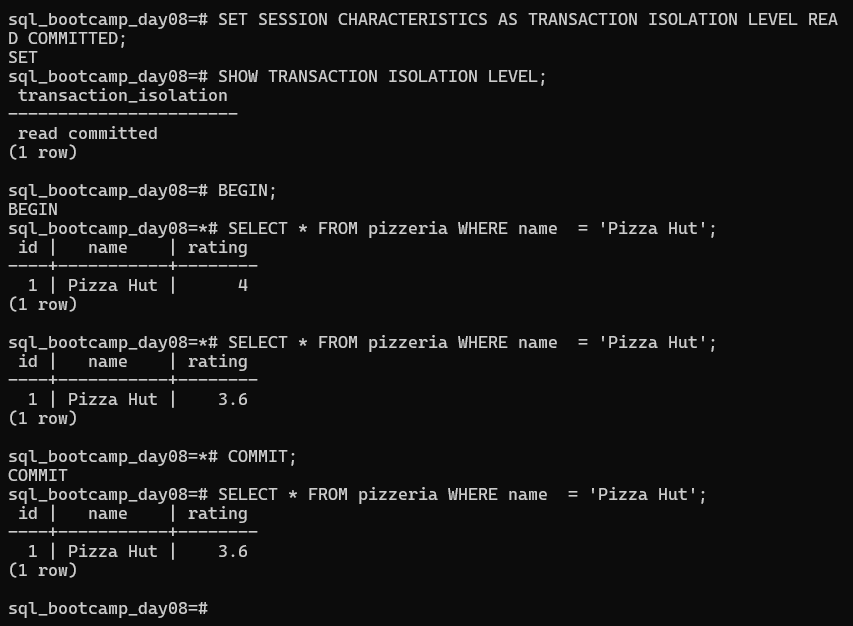 sql_bootcamp_day08=# SET SESSION CHARACTERISTICS AS TRANSACTION ISOLATION LEVEL REA
D COMMITTED;
SET
sql_bootcamp_day08=# SHOW TRANSACTION ISOLATION LEVEL;
 transaction_isolation
-----------------------
 read committed
(1 row)

sql_bootcamp_day08=# BEGIN;
BEGIN
sql_bootcamp_day08=*# SELECT * FROM pizzeria WHERE name  = 'Pizza Hut';
 id |   name    | rating
----+-----------+--------
  1 | Pizza Hut |      4
(1 row)

sql_bootcamp_day08=*# SELECT * FROM pizzeria WHERE name  = 'Pizza Hut';
 id |   name    | rating
----+-----------+--------
  1 | Pizza Hut |    3.6
(1 row)

sql_bootcamp_day08=*# COMMIT;
COMMIT
sql_bootcamp_day08=# SELECT * FROM pizzeria WHERE name  = 'Pizza Hut';
 id |   name    | rating
----+-----------+--------
  1 | Pizza Hut |    3.6
(1 row)

sql_bootcamp_day08=#